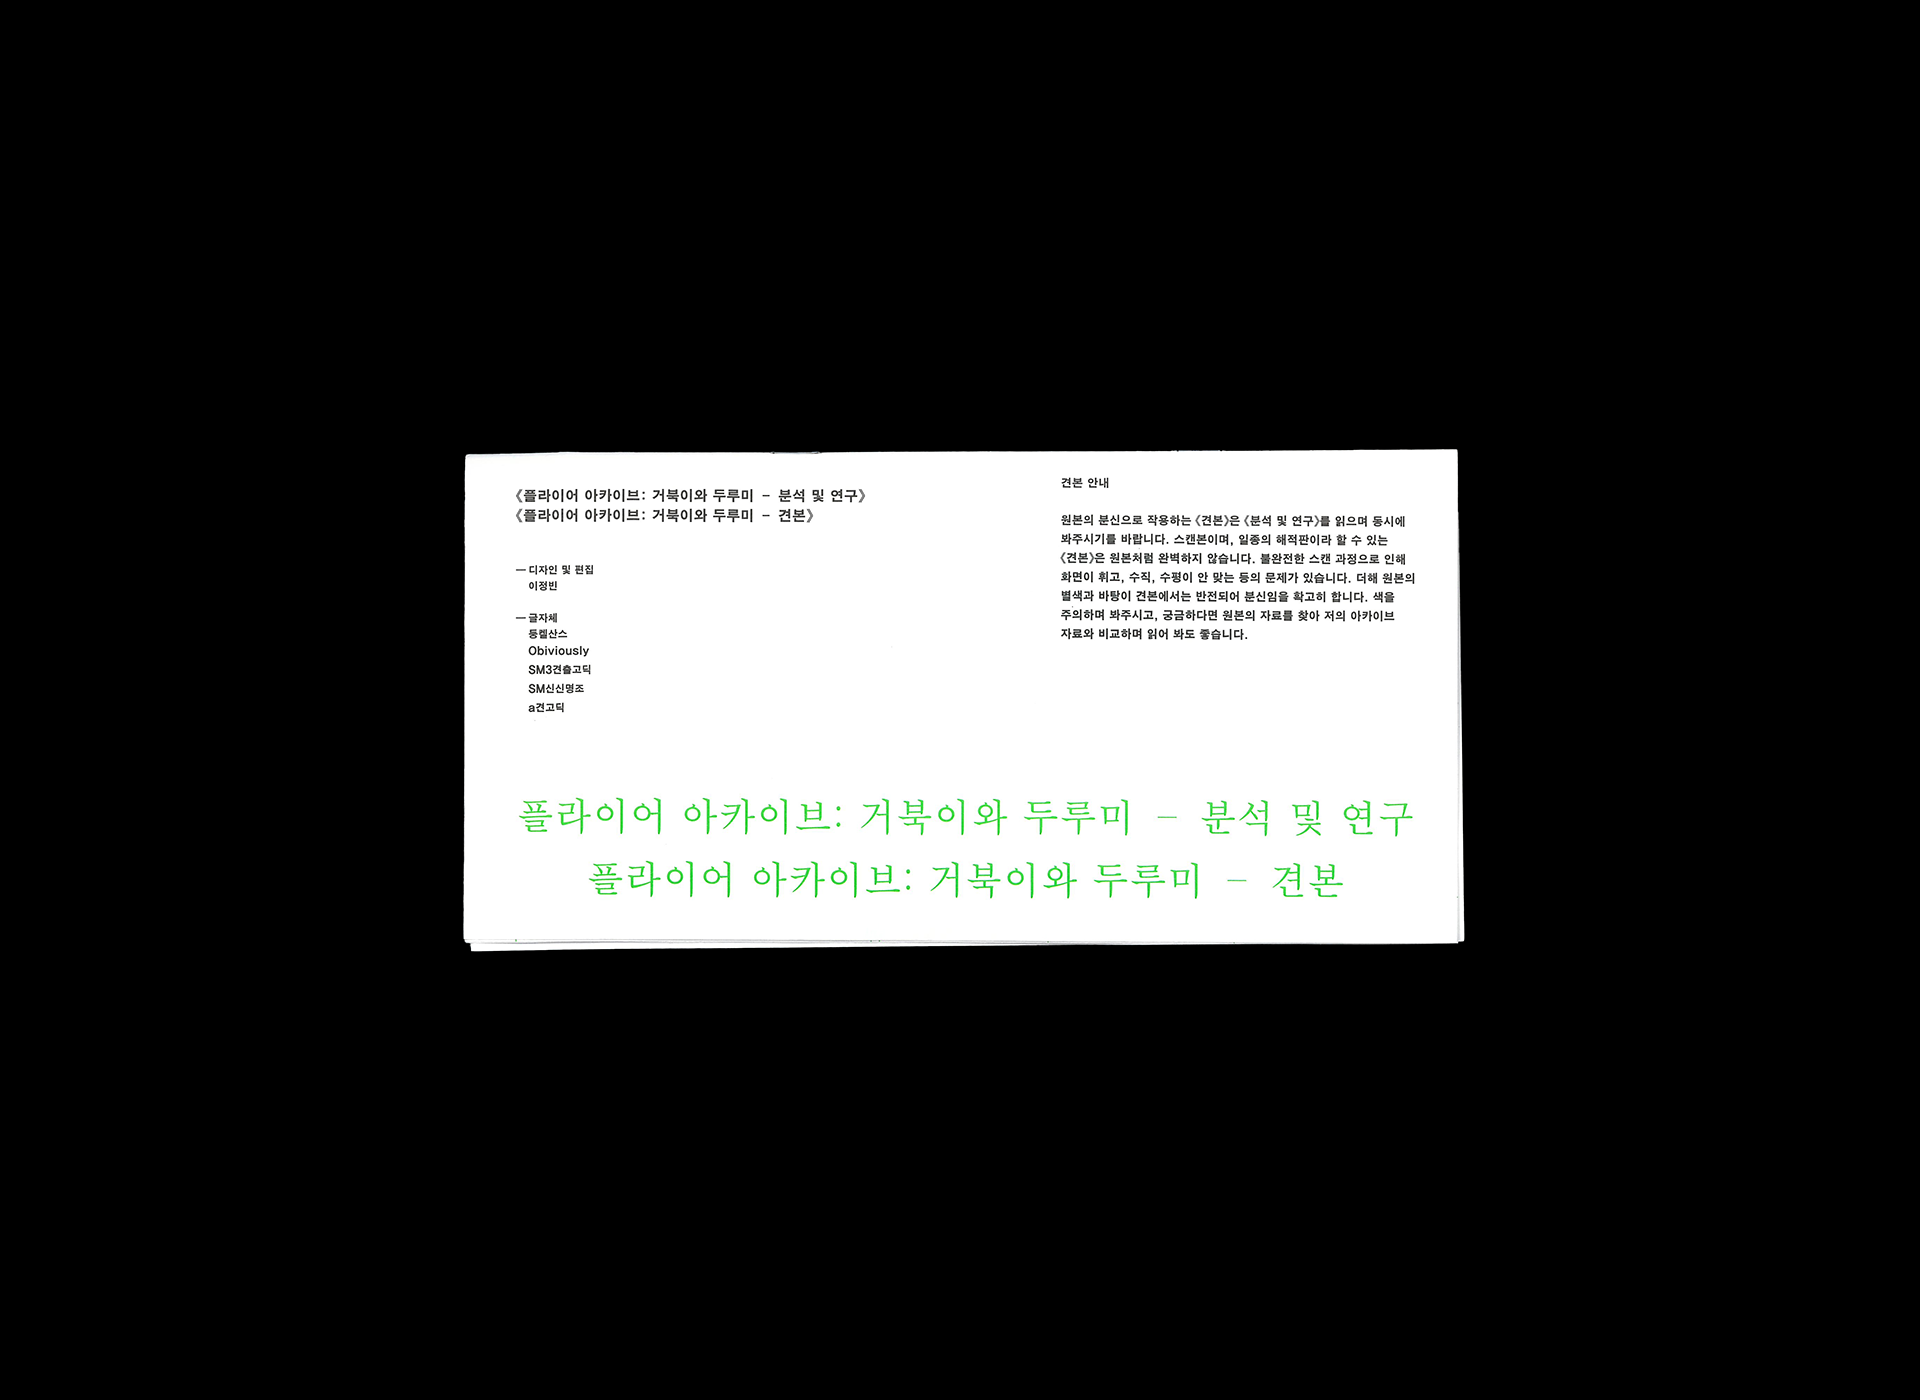 《플라이어 아카이브: 거북이와 두루미 – 분석 및 연구》
《플라이어 아카이브: 거북이와 두루미 – 견본》
— 디자인 및 편집
이정빈
— 글자체
둥켈산스
Obiviously
SM3견출고딕
SM신신명조
a견고딕
견본 안내
원본의 분신으로 작용하는 《견본》은 《분석 및 연구》를 읽으며 동시에
봐주시기를 바랍니다. 스캔본이며, 일종의 해적판이라 할 수 있는
《견본》은 원본처럼 완벽하지 않습니다. 불완전한 스캔 과정으로 인해
화면이 휘고, 수직, 수평이 안 맞는 등의 문제가 있습니다. 더해 원본의
별색과 바탕이 견본에서는 반전되어 분신임을 확고히 합니다. 색을
주의하며 봐주시고, 궁금하다면 원본의 자료를 찾아 저의 아카이브
자료와 비교하며 읽어 봐도 좋습니다.
플라이어 아카이브: 거북이와 두루미 – 분석 및 연구
플라이어 아카이브: 거북이와 두루미 – 견본